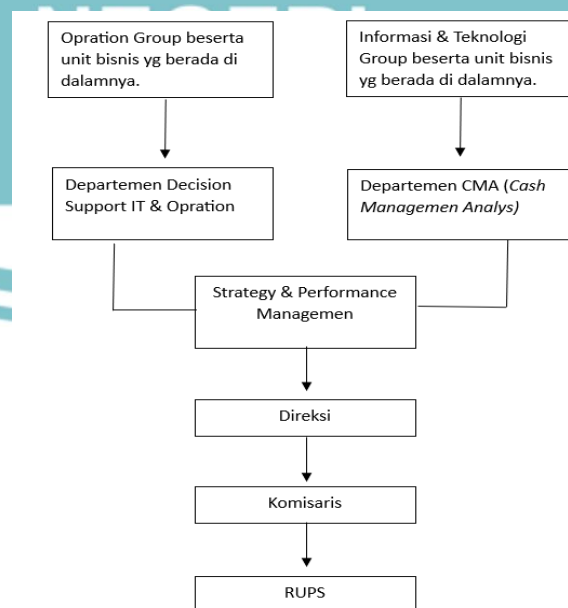 NEGERI
Opration Group beserta
unit bisnis yg berada di
dalamnya.
Informasi & Teknologi
Group beserta unit bisnis
yg berada di dalamnya.
Departemen Decision
Support IT & Opration
Departemen CMA (Cash
Managemen Analys)
Strategy & Performance
Managemen
Direksi
Komisaris
RUPS